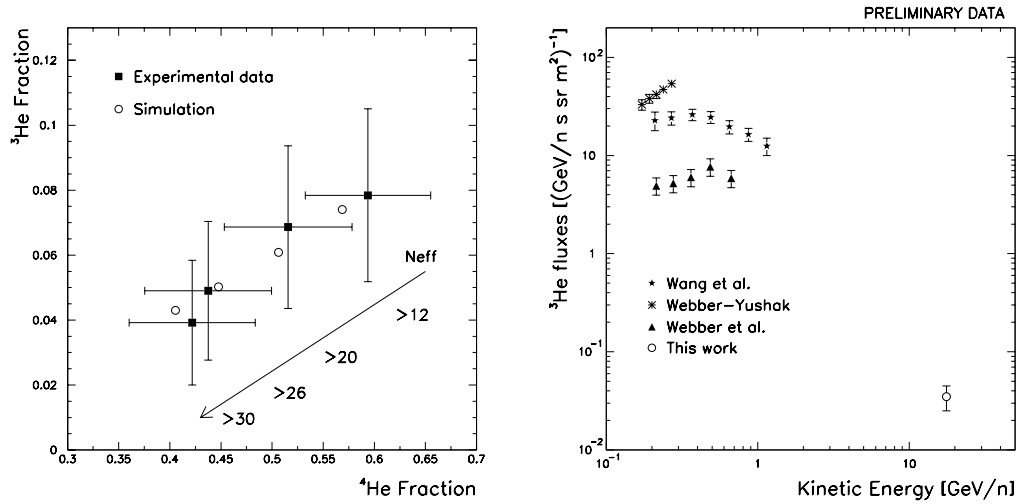 PRELIMINARY DATA
³He Fraction
0.12
0.1
0.08
0.06
0.04
0.02
0
Experimental data
Simulation
Neff
>12
>20
>26
>30
0.3 0.35 0.4 0.45 0.5 0.55 0.6 0.65 0.7
⁴He Fraction
³He fluxes [(GeV/n s sr m²)⁻¹]
10²
10
1
10⁻¹
10⁻²
Wang et al.
Webber-Yushak
Webber et al.
This work
10⁻¹ 1 10
Kinetic Energy [GeV/n]